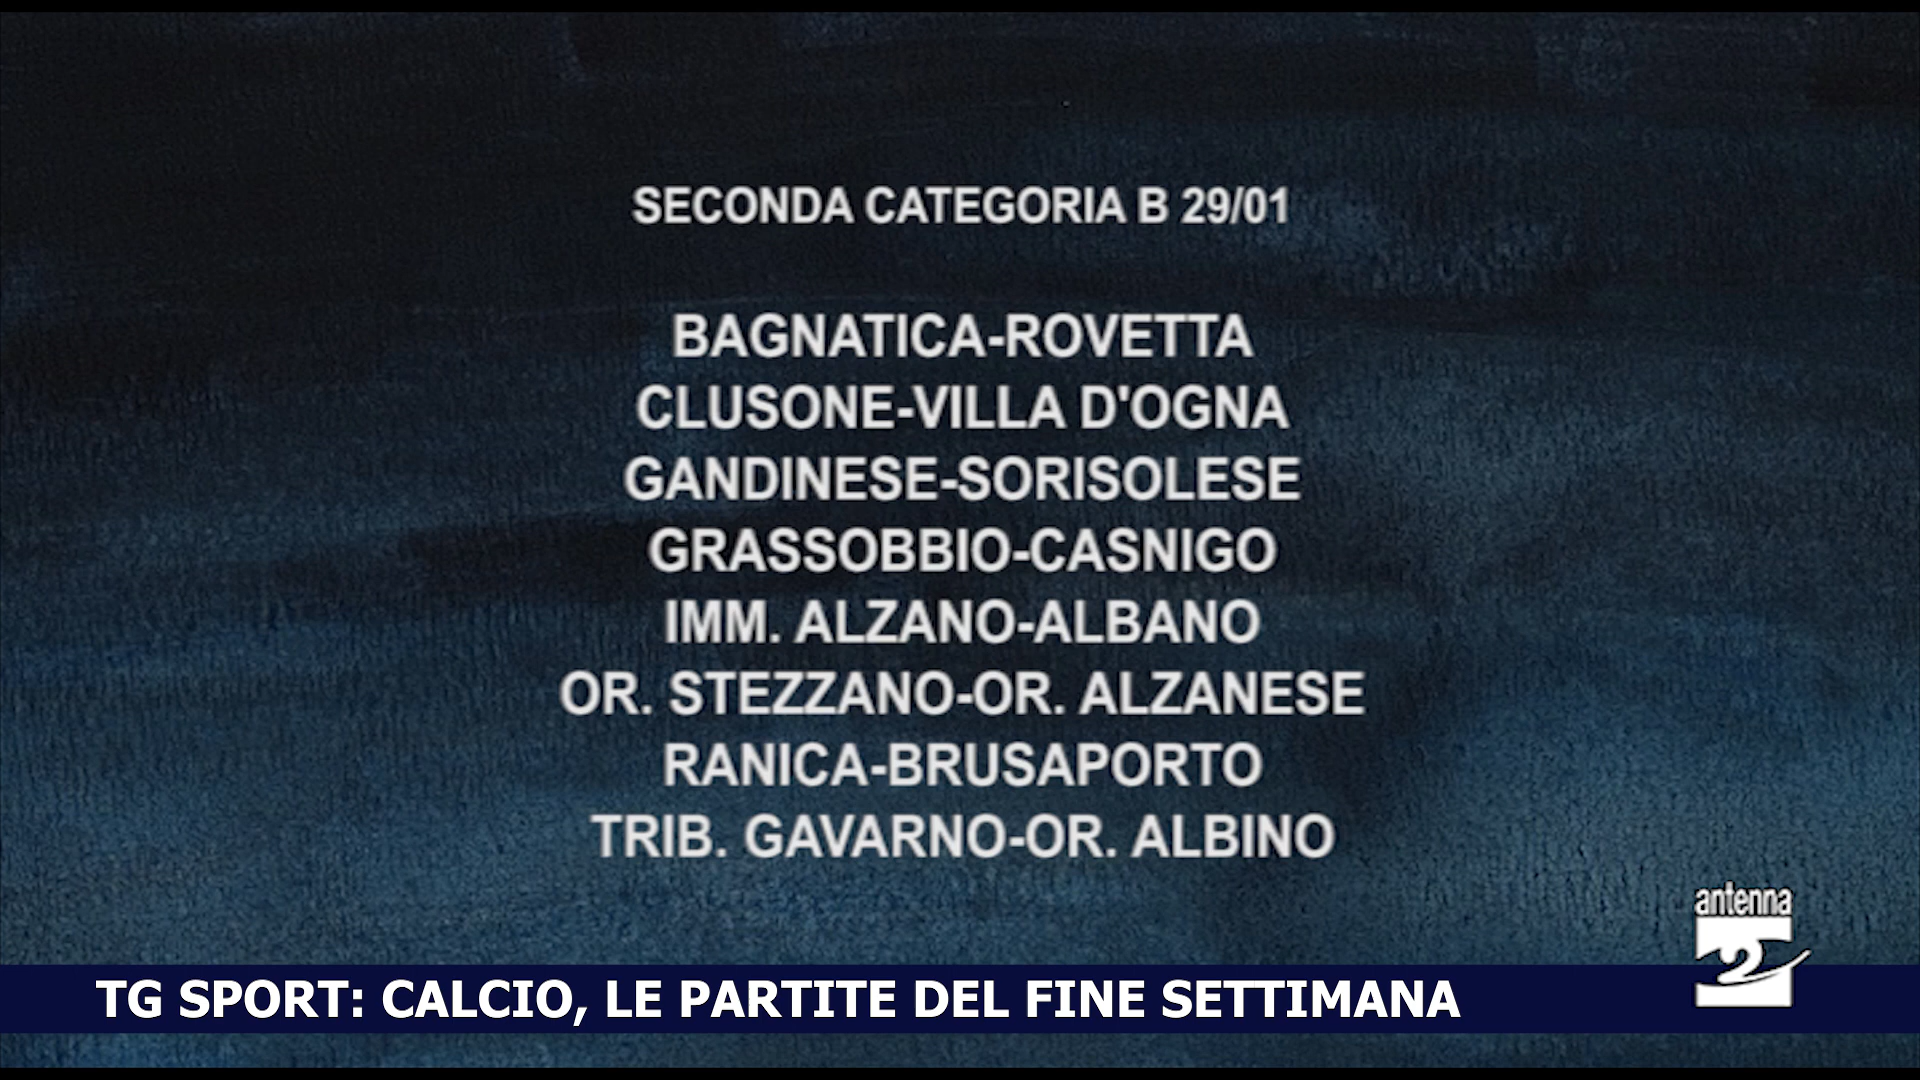 SECONDA CATEGORIA B 29/01
BAGNATICA-ROVETTA
CLUSONE-VILLA D'OGNA
GANDINESE-SORISOLESE
GRASSOBBIO-CASNIGO
IMM. ALZANO-ALBANO
OR. STEZZANO-OR. ALZANESE
RANICA-BRUSAPORTO
TRIB. GAVARNO-OR. ALBINO
antenna
2
TG SPORT: CALCIO, LE PARTITE DEL FINE SETTIMANA